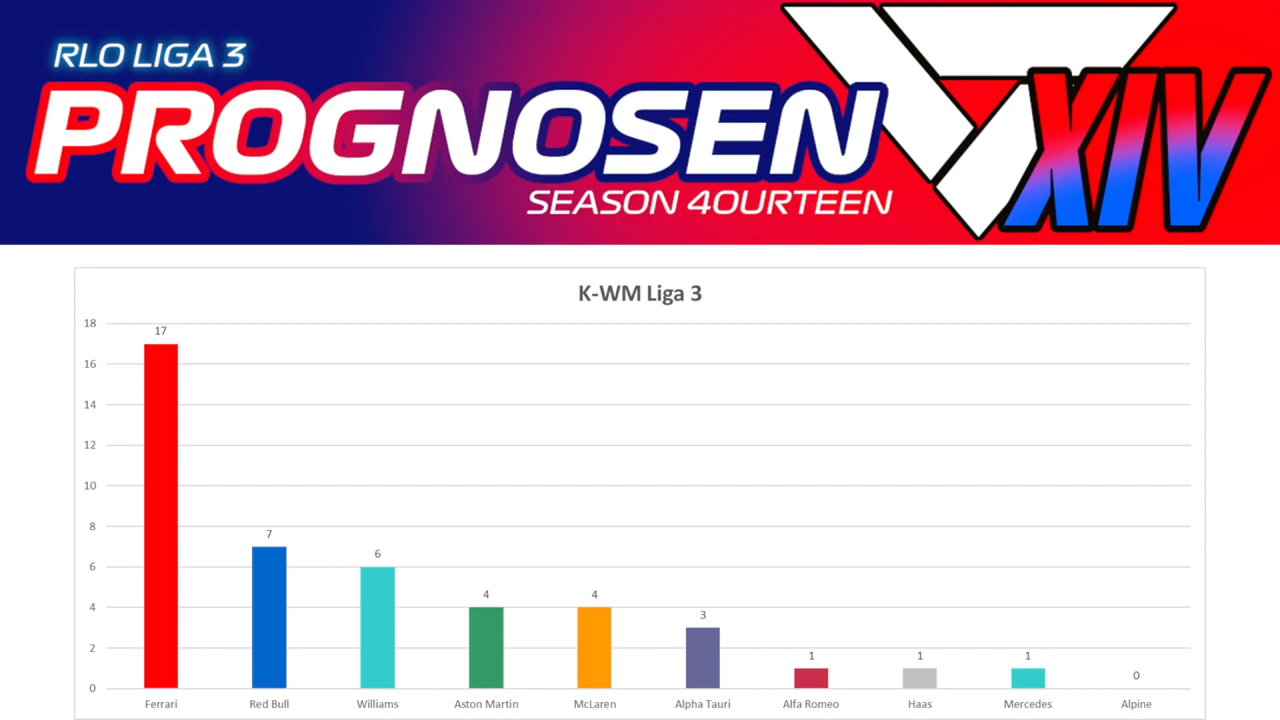 RLO LIGA 3
PROGNOSEN
SEASON 4OURTEEN
XIV
K-WM Liga 3
18
16
14
12
10
8
6
4
2
0
17
7
6
4
4
3
1
1
1
0
Ferrari
Red Bull
Williams
Aston Martin
McLaren
Alpha Tauri
Alfa Romeo
Haas
Mercedes
Alpine